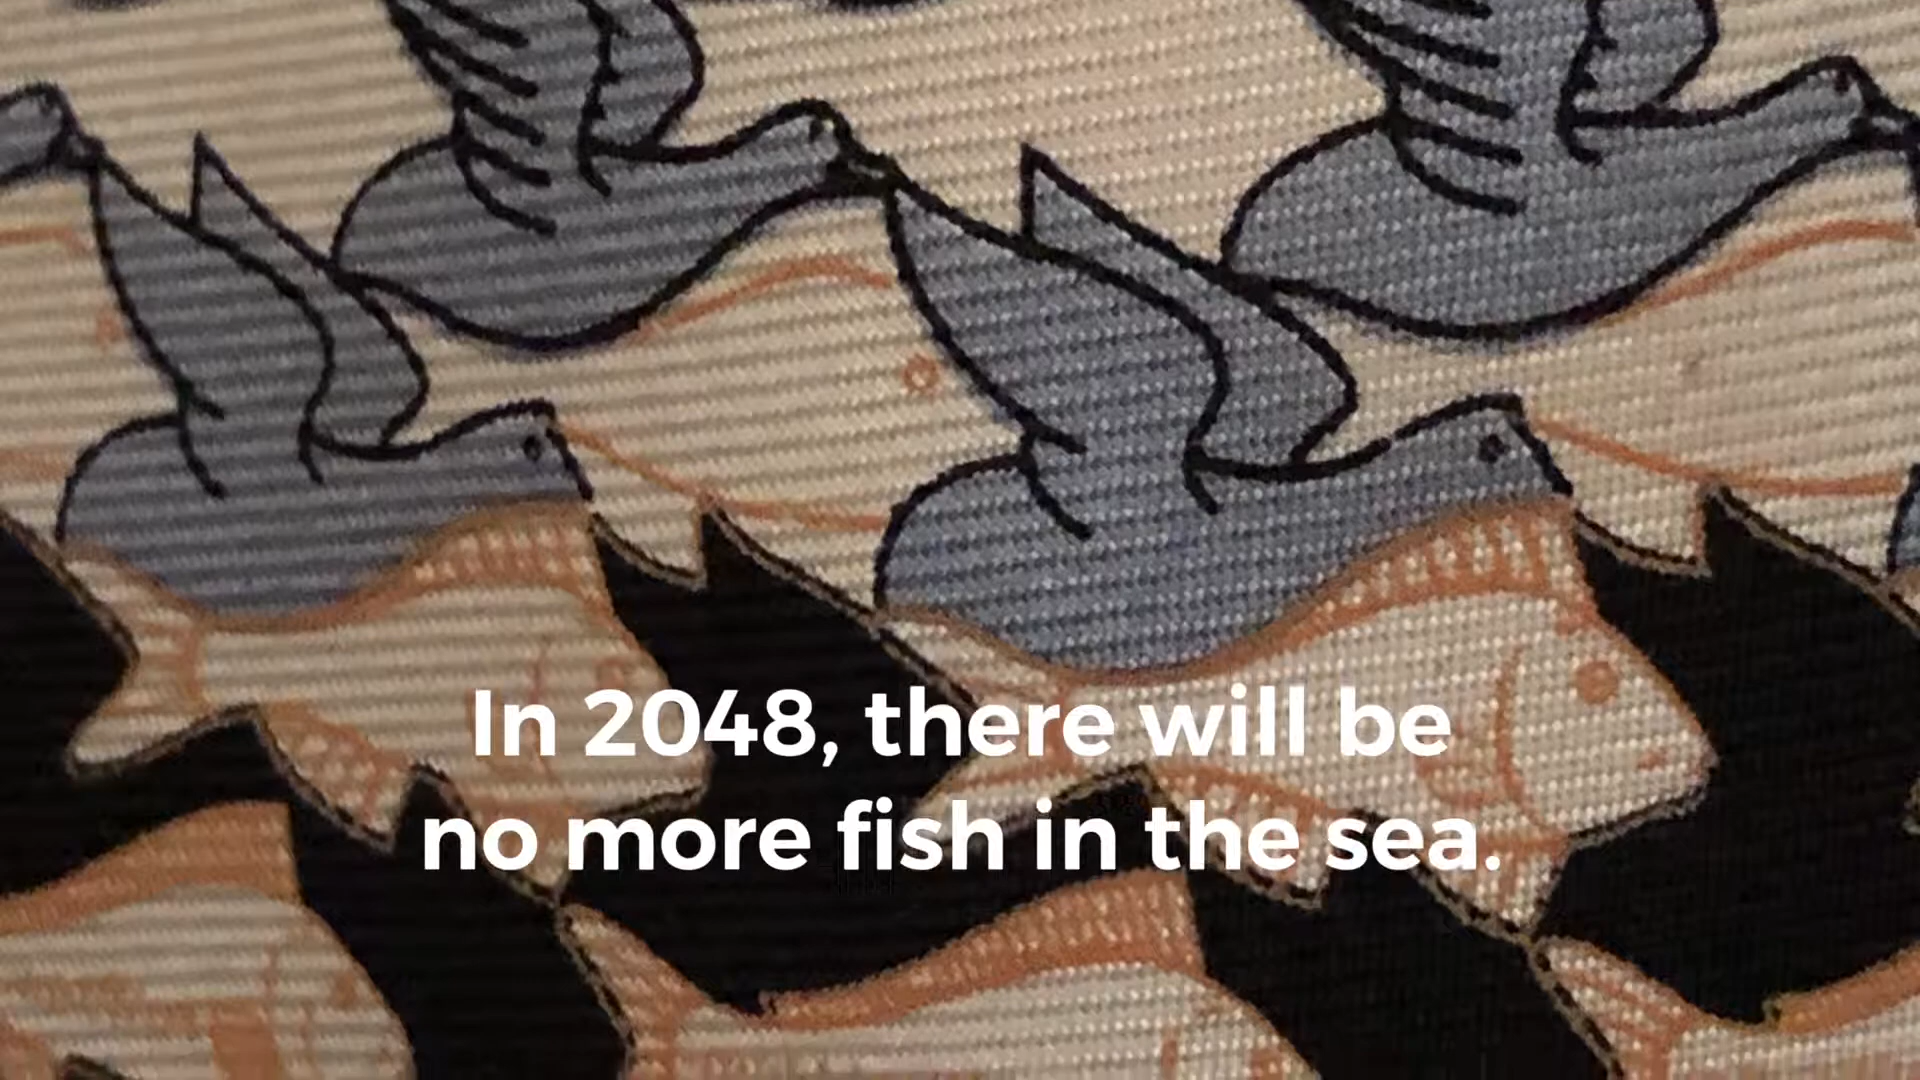 In 2048, there will be
no more fish in the sea.